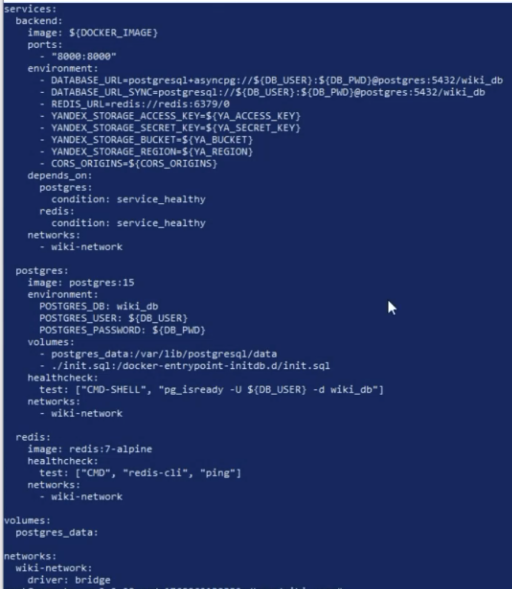 services:
  backend:
    image: ${DOCKER_IMAGE}
    ports:
      - "8000:8000"
    environment:
      - DATABASE_URL=postgresql+asyncpg://${DB_USER}:${DB_PWD}@postgres:5432/wiki_db
      - DATABASE_URL_SYNC=postgresql://${DB_USER}:${DB_PWD}@postgres:5432/wiki_db
      - REDIS_URL=redis://redis:6379/0
      - YANDEX_STORAGE_ACCESS_KEY=${YA_ACCESS_KEY}
      - YANDEX_STORAGE_SECRET_KEY=${YA_SECRET_KEY}
      - YANDEX_STORAGE_BUCKET=${YA_BUCKET}
      - YANDEX_STORAGE_REGION=${YA_REGION}
      - CORS_ORIGINS=${CORS_ORIGINS}
    depends_on:
      postgres:
        condition: service_healthy
      redis:
        condition: service_healthy
    networks:
      - wiki-network

  postgres:
    image: postgres:15
    environment:
      POSTGRES_DB: wiki_db
      POSTGRES_USER: ${DB_USER}
      POSTGRES_PASSWORD: ${DB_PWD}
    volumes:
      - postgres_data:/var/lib/postgresql/data
      - ./init.sql:/docker-entrypoint-initdb.d/init.sql
    healthcheck:
      test: ["CMD-SHELL", "pg_isready -U ${DB_USER} -d wiki_db"]
    networks:
      - wiki-network

  redis:
    image: redis:7-alpine
    healthcheck:
      test: ["CMD", "redis-cli", "ping"]
    networks:
      - wiki-network

volumes:
  postgres_data:

networks:
  wiki-network:
    driver: bridge